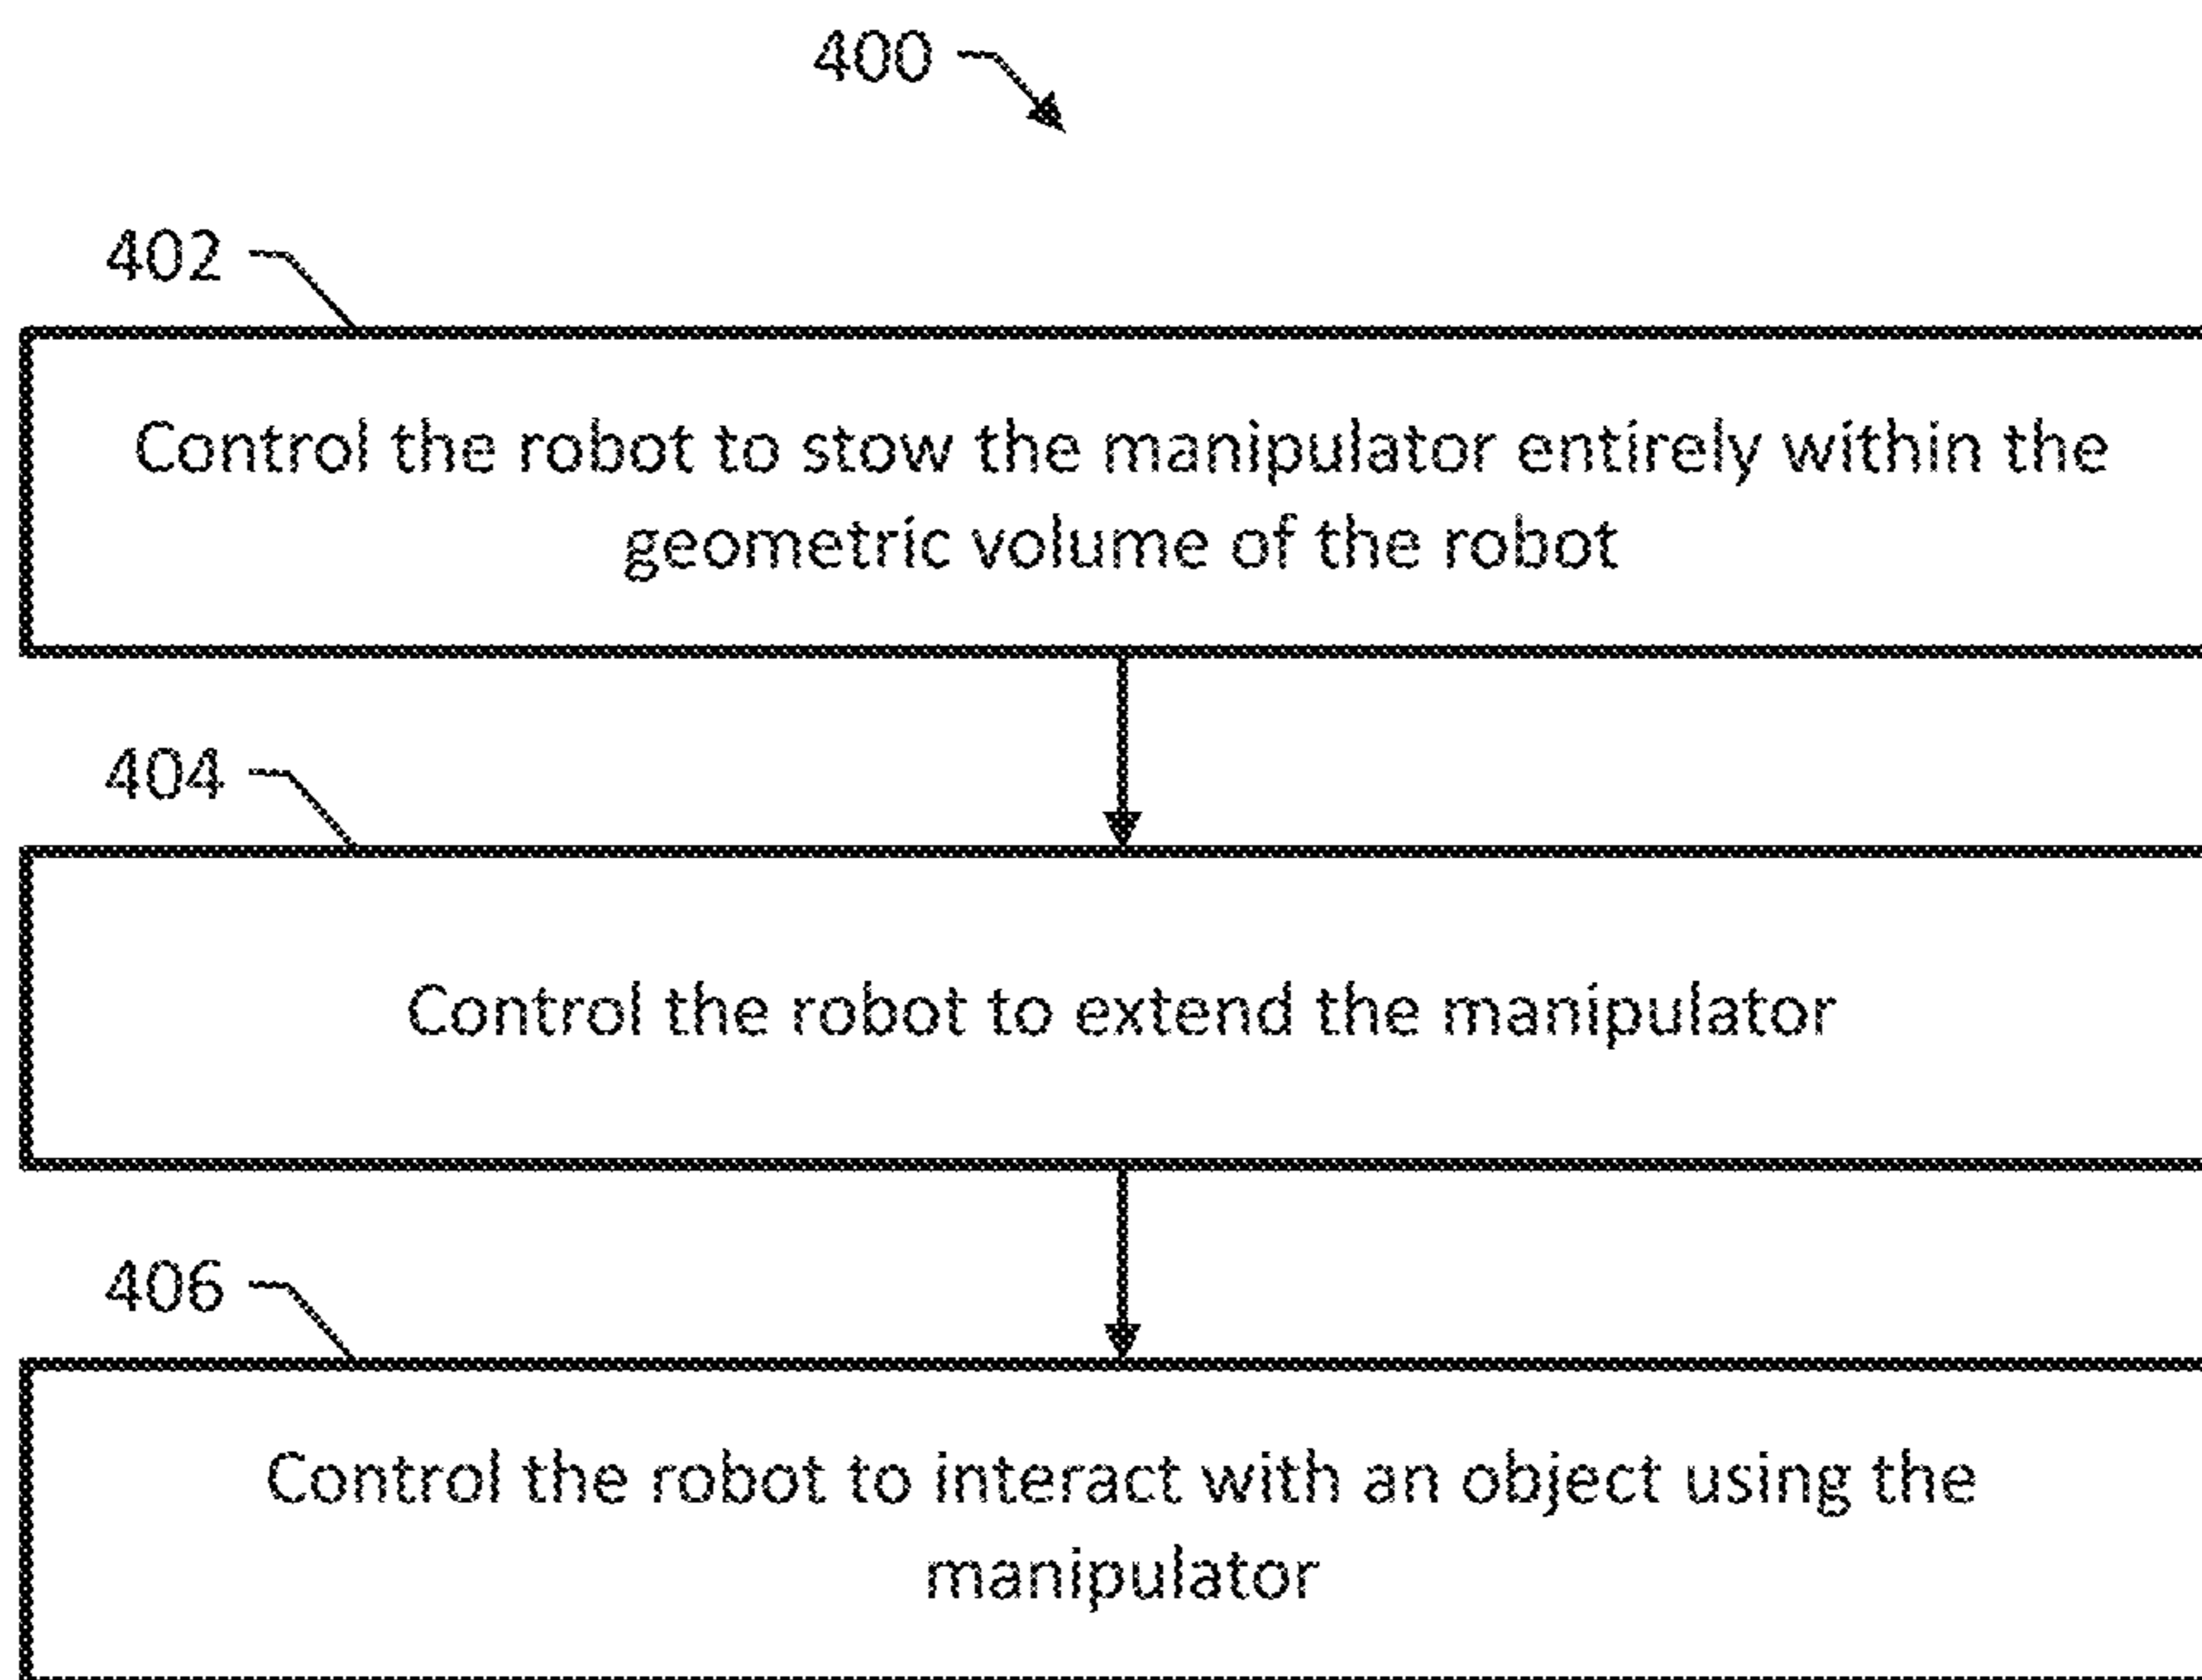 400
402
Control the robot to stow the manipulator entirely within the
geometric volume of the robot
404
Control the robot to extend the manipulator
406
Control the robot to interact with an object using the
manipulator